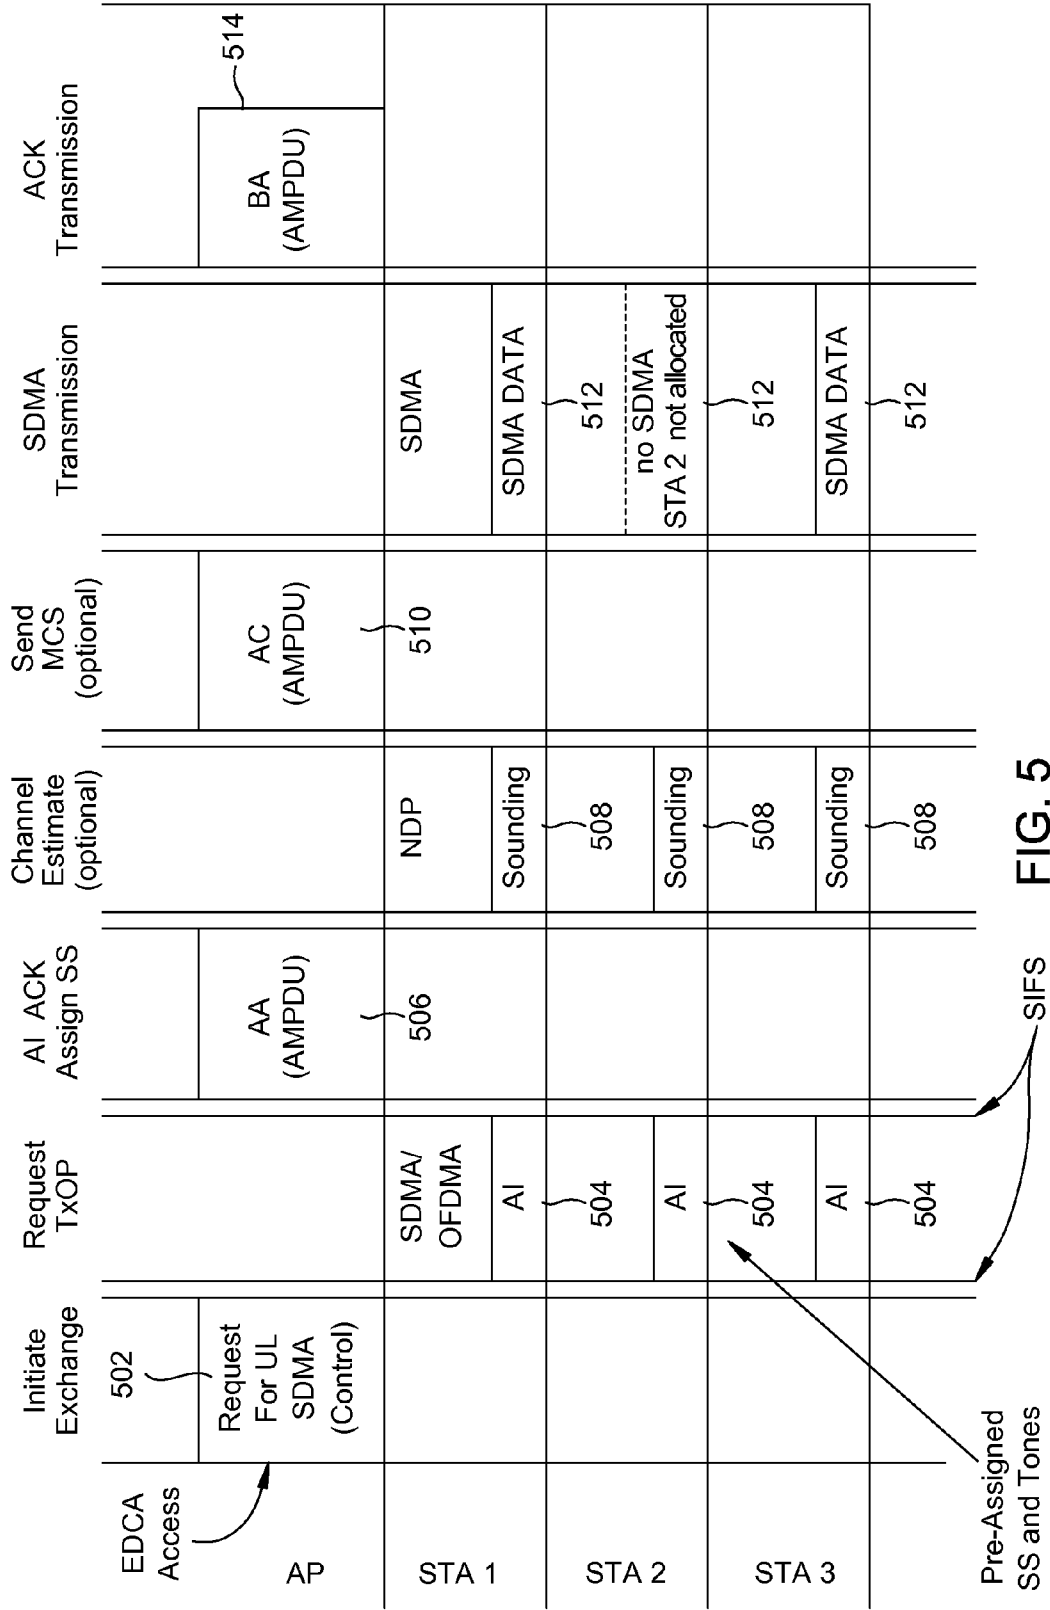 Initiate
Exchange
Request
TxOP
AI ACK
Assign SS
Channel
Estimate
(optional)
Send
MCS
(optional)
SDMA
Transmission
ACK
Transmission
EDCA
Access
502
AP
Request
For UL
SDMA
(Control)
AA
(AMPDU)
506
AC
(AMPDU)
510
BA
(AMPDU)
514
STA 1
SDMA/
OFDMA
AI
504
NDP
Sounding
508
SDMA
SDMA DATA
512
STA 2
AI
504
Sounding
508
no SDMA
STA 2 not allocated
512
STA 3
AI
504
Sounding
508
SDMA DATA
512
Pre-Assigned
SS and Tones
SIFS
FIG. 5